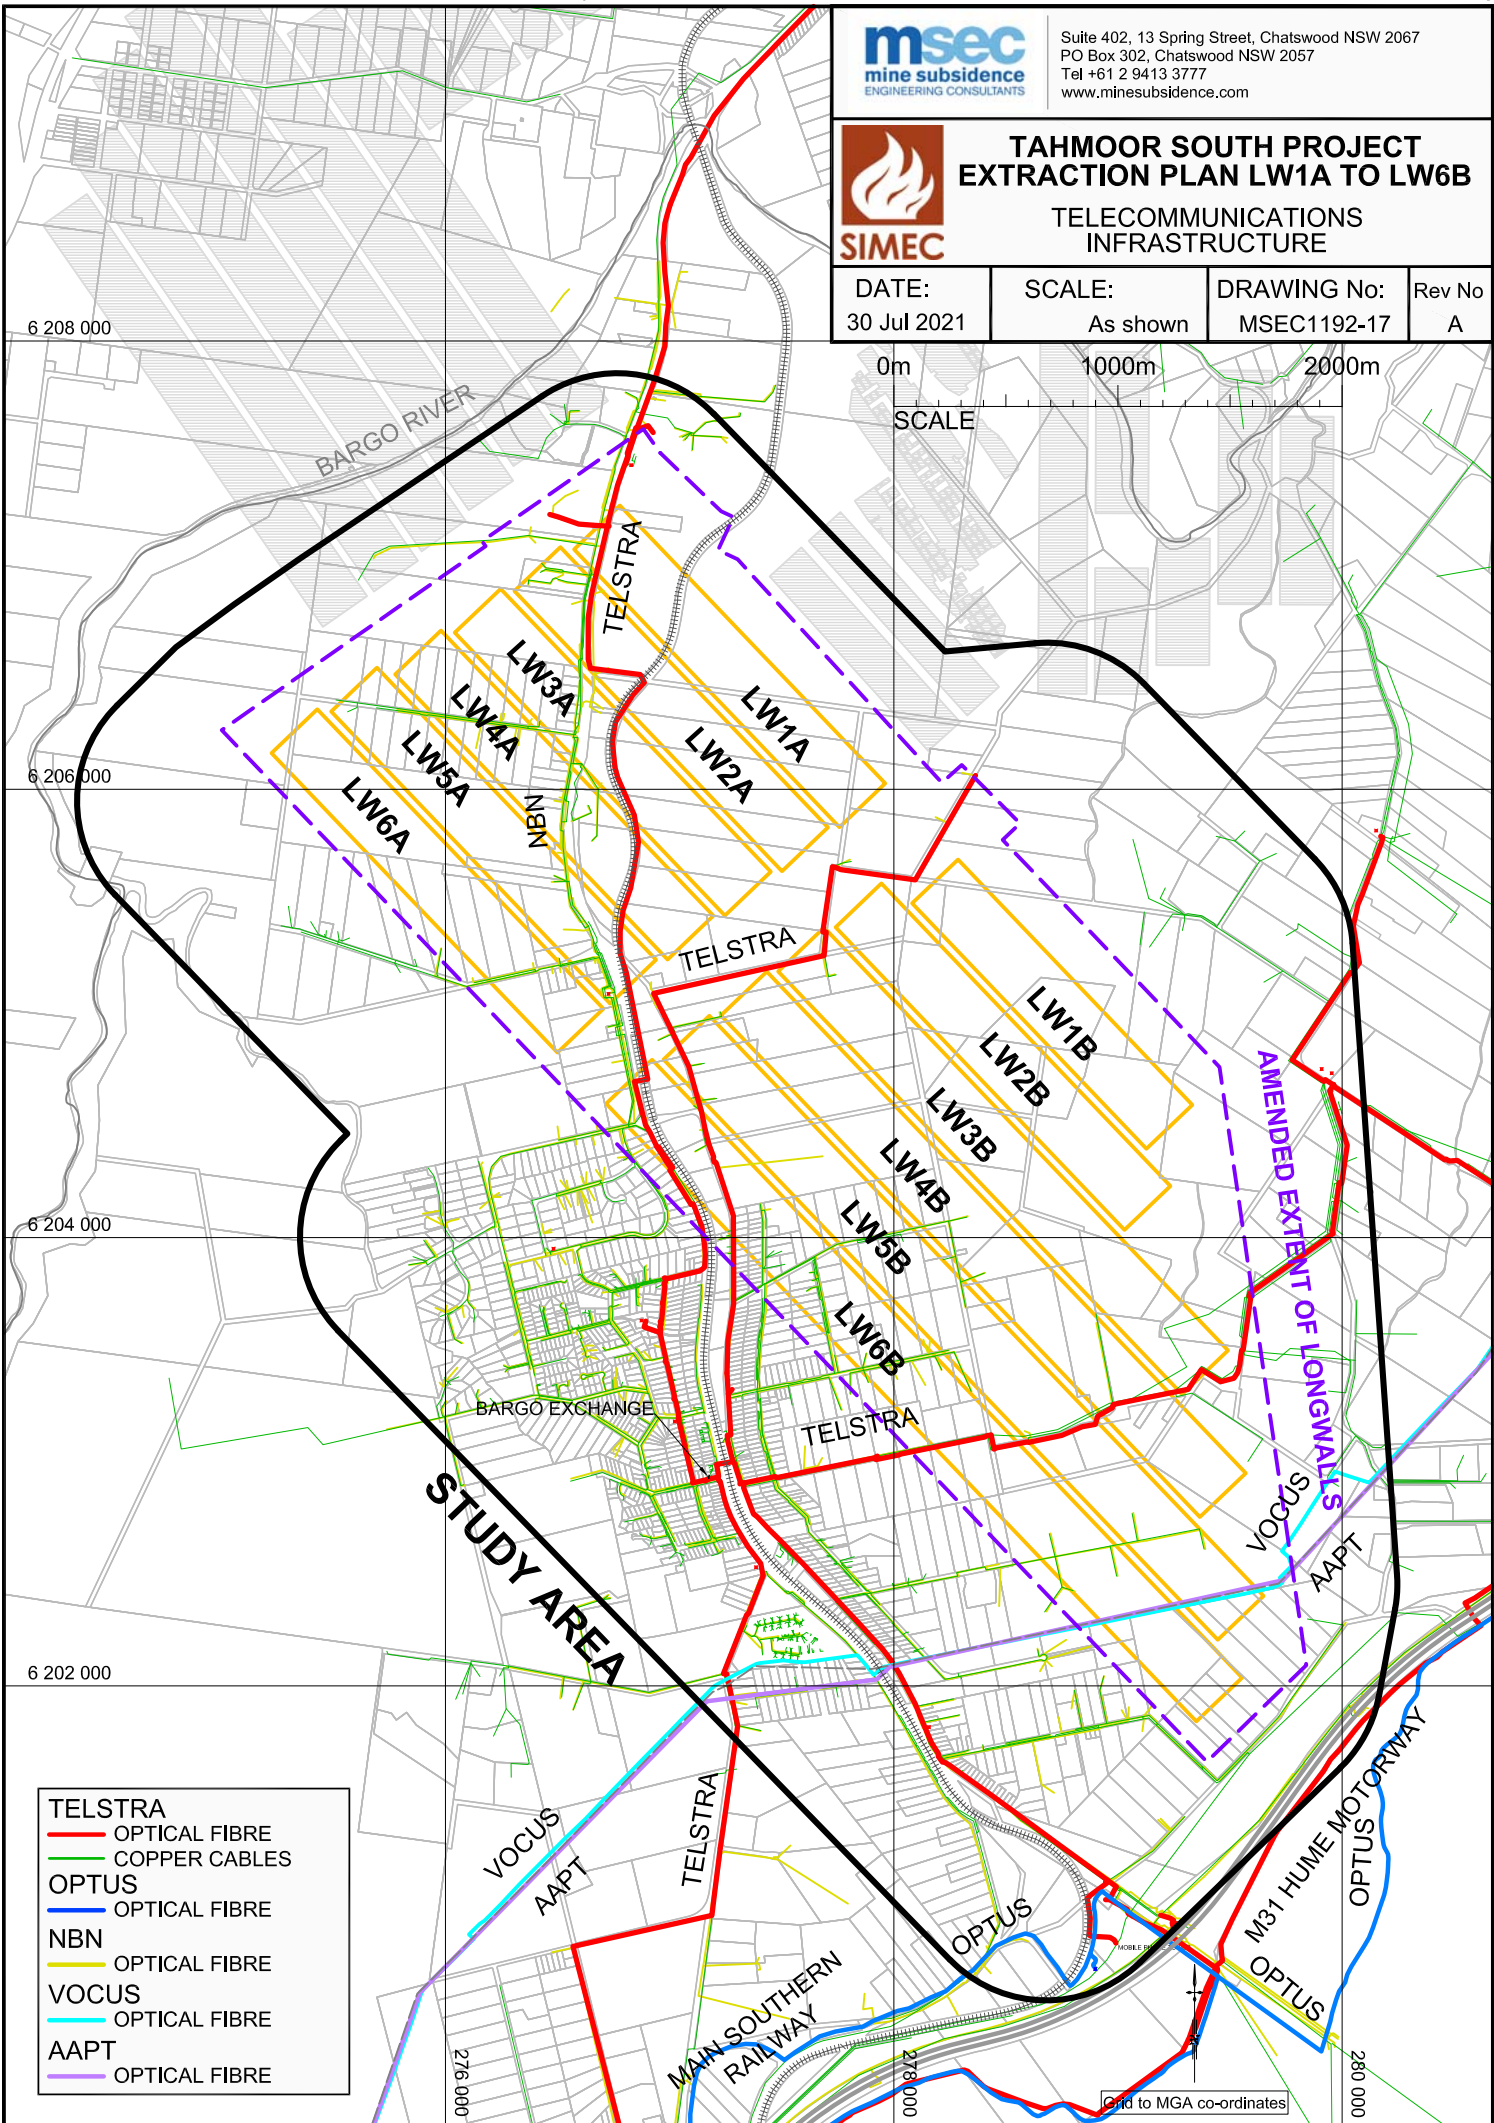 msec
mine subsidence
ENGINEERING CONSULTANTS
Suite 402, 13 Spring Street, Chatswood NSW 2067
PO Box 302, Chatswood NSW 2057
Tel +61 2 9413 3777
www.minesubsidence.com
SIMEC
TAHMOOR SOUTH PROJECT
EXTRACTION PLAN LW1A TO LW6B
TELECOMMUNICATIONS
INFRASTRUCTURE
DATE:
30 Jul 2021
SCALE:
As shown
DRAWING No:
MSEC1192-17
Rev No
A
0m
1000m
2000m
SCALE
6 208 000
BARGO RIVER
TELSTRA
LW1A
LW2A
LW3A
LW4A
LW5A
LW6A
6 206 000
NBN
TELSTRA
LW1B
LW2B
LW3B
LW4B
LW5B
LW6B
AMENDED EXTENT OF LONGWALLS
6 204 000
BARGO EXCHANGE
TELSTRA
STUDY AREA
VOCUS
AAPT
6 202 000
VOCUS
AAPT
TELSTRA
OPTUS
MOBILE
M31 HUME MOTORWAY
OPTUS
OPTUS
MAIN SOUTHERN
RAILWAY
276 000
278 000
280 000
Grid to MGA co-ordinates
TELSTRA
OPTICAL FIBRE
COPPER CABLES
OPTUS
OPTICAL FIBRE
NBN
OPTICAL FIBRE
VOCUS
OPTICAL FIBRE
AAPT
OPTICAL FIBRE